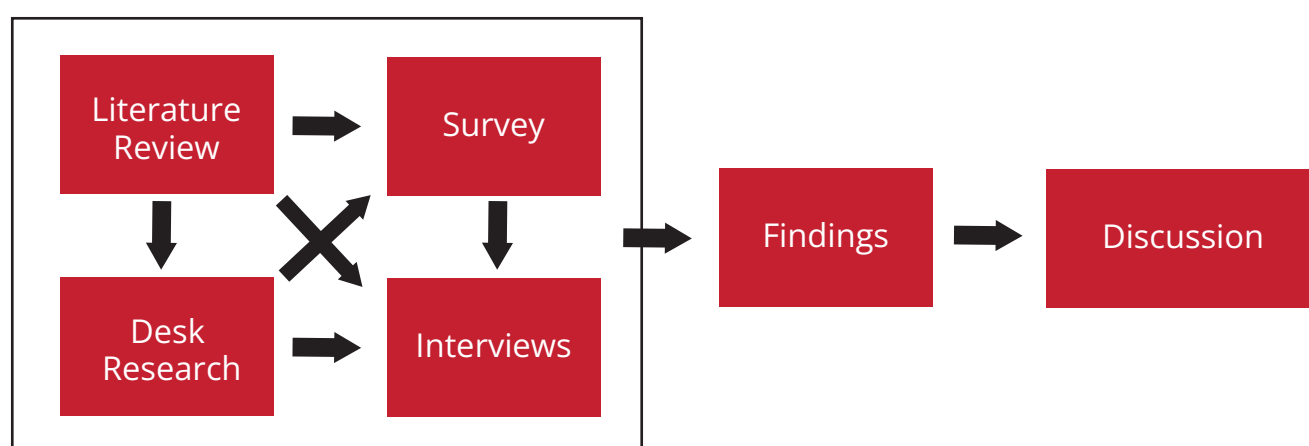 Literature
Review
Survey
Desk
Research
Interviews
Findings
Discussion